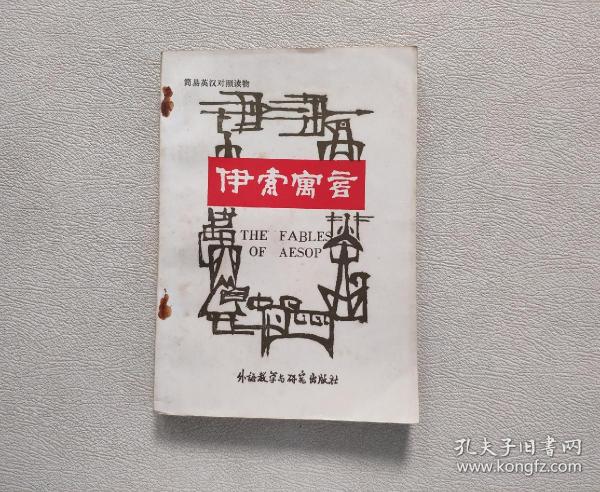 简易英汉对照读物
伊索寓言
THE FABLES
OF AESOP
外语教学与研究出版社
孔夫子旧书网
www.kongfz.com